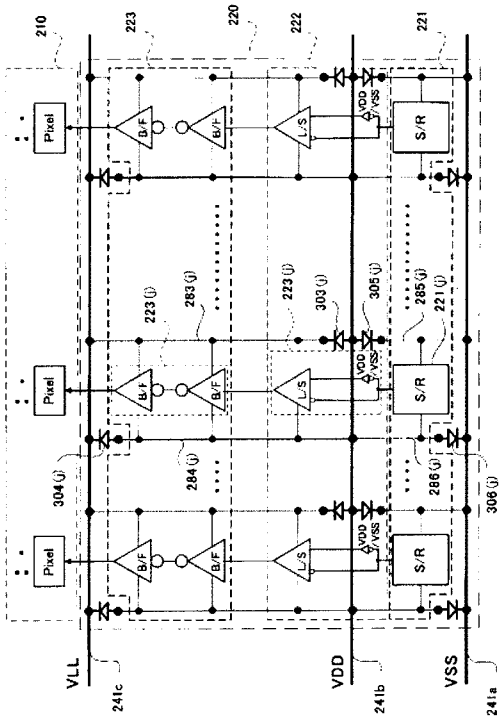 210
223
220
222
221
Pixel
Pixel
Pixel
B/F
B/F
B/F
B/F
B/F
B/F
L/S
L/S
L/S
VDD
/VSS
VDD
/VSS
VDD
/VSS
S/R
S/R
S/R
283(j)
223(j)
223(j)
303(j)
305(j)
285(j)
221(j)
304(j)
284(j)
286(j)
306(j)
VLL
VDD
VSS
241c
241b
241a